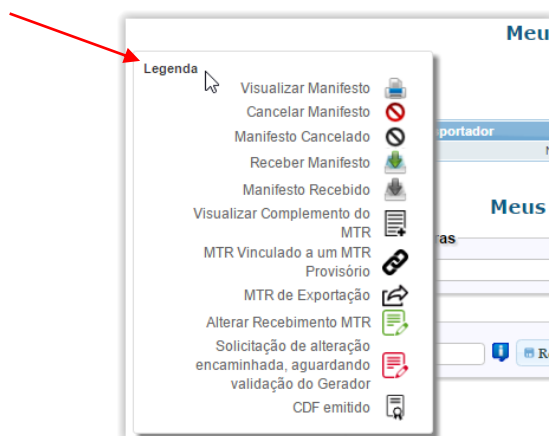 Meu
Legenda
Visualizar Manifesto
Cancelar Manifesto
portador
Manifesto Cancelado
Receber Manifesto
Manifesto Recebido
Visualizar Complemento do
MTR
Meus
ras
MTR Vinculado a um MTR
Provisório
MTR de Exportação
Alterar Recebimento MTR
Solicitação de alteração
encaminhada, aguardando
validação do Gerador
CDF emitido